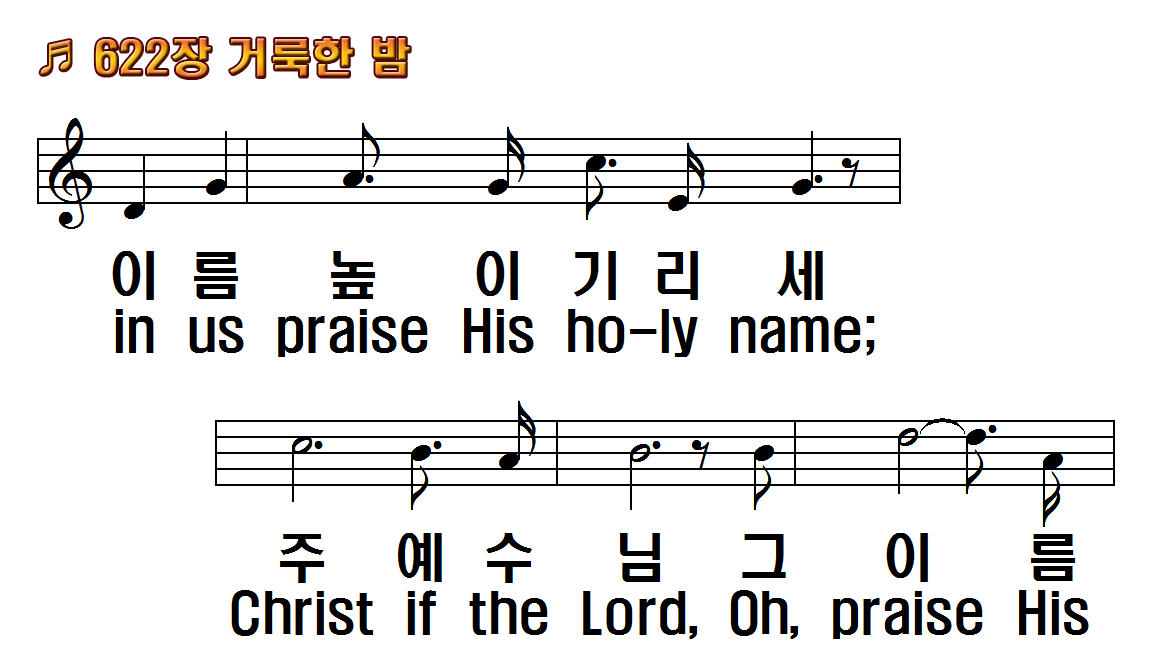 ♬ 622장 거룩한 밤
이 름 높 이 기 리 세
in us praise His ho-ly name;
주 예 수 님 그 이 름
Christ if the Lord, Oh, praise His